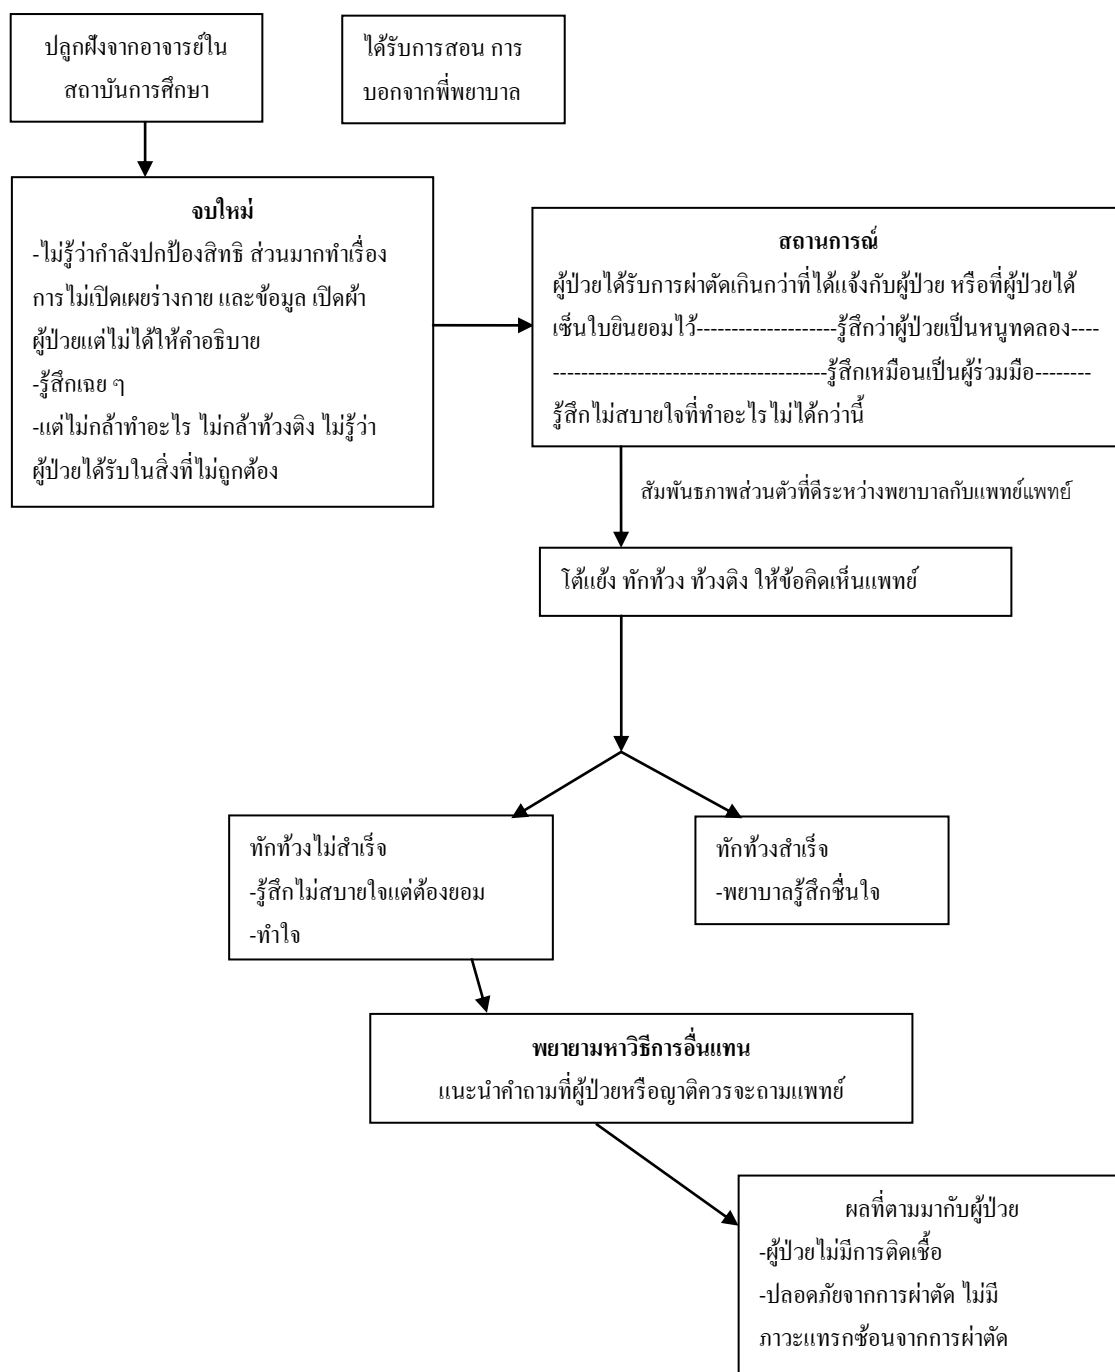 ปลูกฝังจากอาจารย์ใน
สถาบันการศึกษา
ได้รับการสอน การ
บอกจากพี่พยาบาล
จบใหม่
-ไม่รู้ว่ากำลังปกป้องสิทธิ ส่วนมากทำเรื่อง
การไม่เปิดเผยร่างกาย และข้อมูล เปิดผ้า
ผู้ป่วยแต่ไม่ได้ให้คำอธิบาย
-รู้สึกเฉย ๆ
-แต่ไม่กล้าทำอะไร ไม่กล้าท้วงติง ไม่รู้ว่า
ผู้ป่วยได้รับในสิ่งที่ไม่ถูกต้อง
สถานการณ์
ผู้ป่วยได้รับการผ่าตัดเกินกว่าที่ได้แจ้งกับผู้ป่วย หรือที่ผู้ป่วยได้
เซ็นใบยินยอมไว้--------------------รู้สึกว่าผู้ป่วยเป็นหนูทดลอง----
---------------------------------------รู้สึกเหมือนเป็นผู้ร่วมมือ--------
รู้สึกไม่สบายใจที่ทำอะไรไม่ได้กว่านี้
สัมพันธภาพส่วนตัวที่ดีระหว่างพยาบาลกับแพทย์แพทย์
โต้แย้ง ทักท้วง ท้วงติง ให้ข้อคิดเห็นแพทย์
ทักท้วงไม่สำเร็จ
-รู้สึกไม่สบายใจแต่ต้องยอม
-ทำใจ
ทักท้วงสำเร็จ
-พยาบาลรู้สึกชื่นใจ
พยายามหาวิธีการอื่นแทน
แนะนำคำถามที่ผู้ป่วยหรือญาติควรจะถามแพทย์
ผลที่ตามมากับผู้ป่วย
-ผู้ป่วยไม่มีการติดเชื้อ
-ปลอดภัยจากการผ่าตัด ไม่มี
ภาวะแทรกซ้อนจากการผ่าตัด